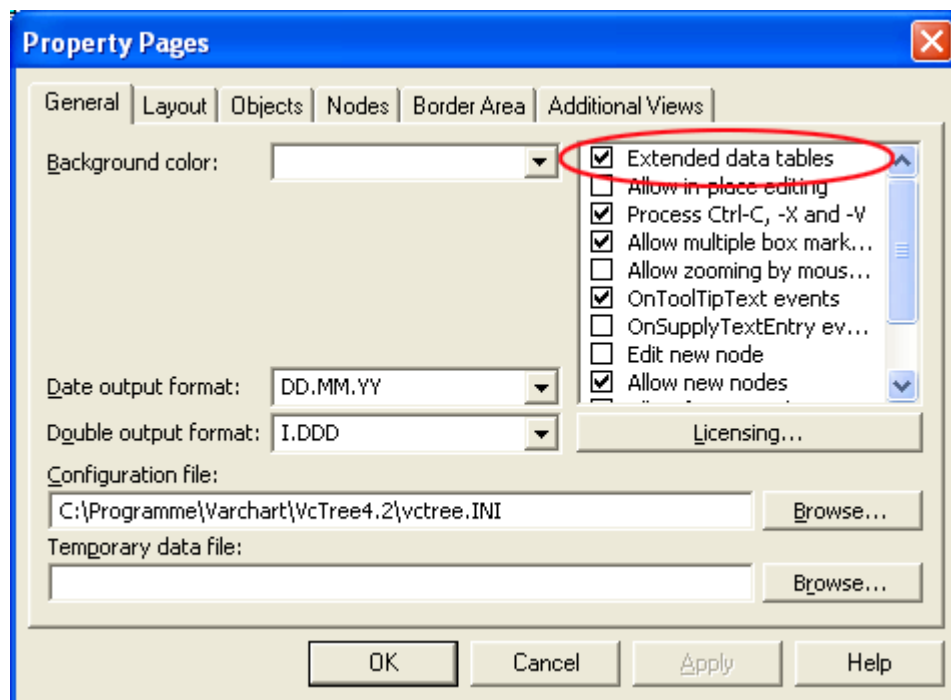 Property Pages
General Layout Objects Nodes Border Area Additional Views
Background color:
Extended data tables
Allow in-place editing
Process Ctrl-C, -X and -V
Allow multiple box mark...
Allow zooming by mous...
OnToolTipText events
OnSupplyTextEntry ev...
Edit new node
Allow new nodes
Date output format: DD.MM.YY
Double output format: I.DDD
Licensing...
Configuration file:
C:\Programme\Varchart\VcTree4.2\vctree.INI Browse...
Temporary data file:
Browse...
OK Cancel Apply Help